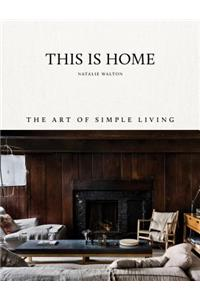 THIS IS HOME
NATALIE WALTON
THE ART OF SIMPLE LIVING